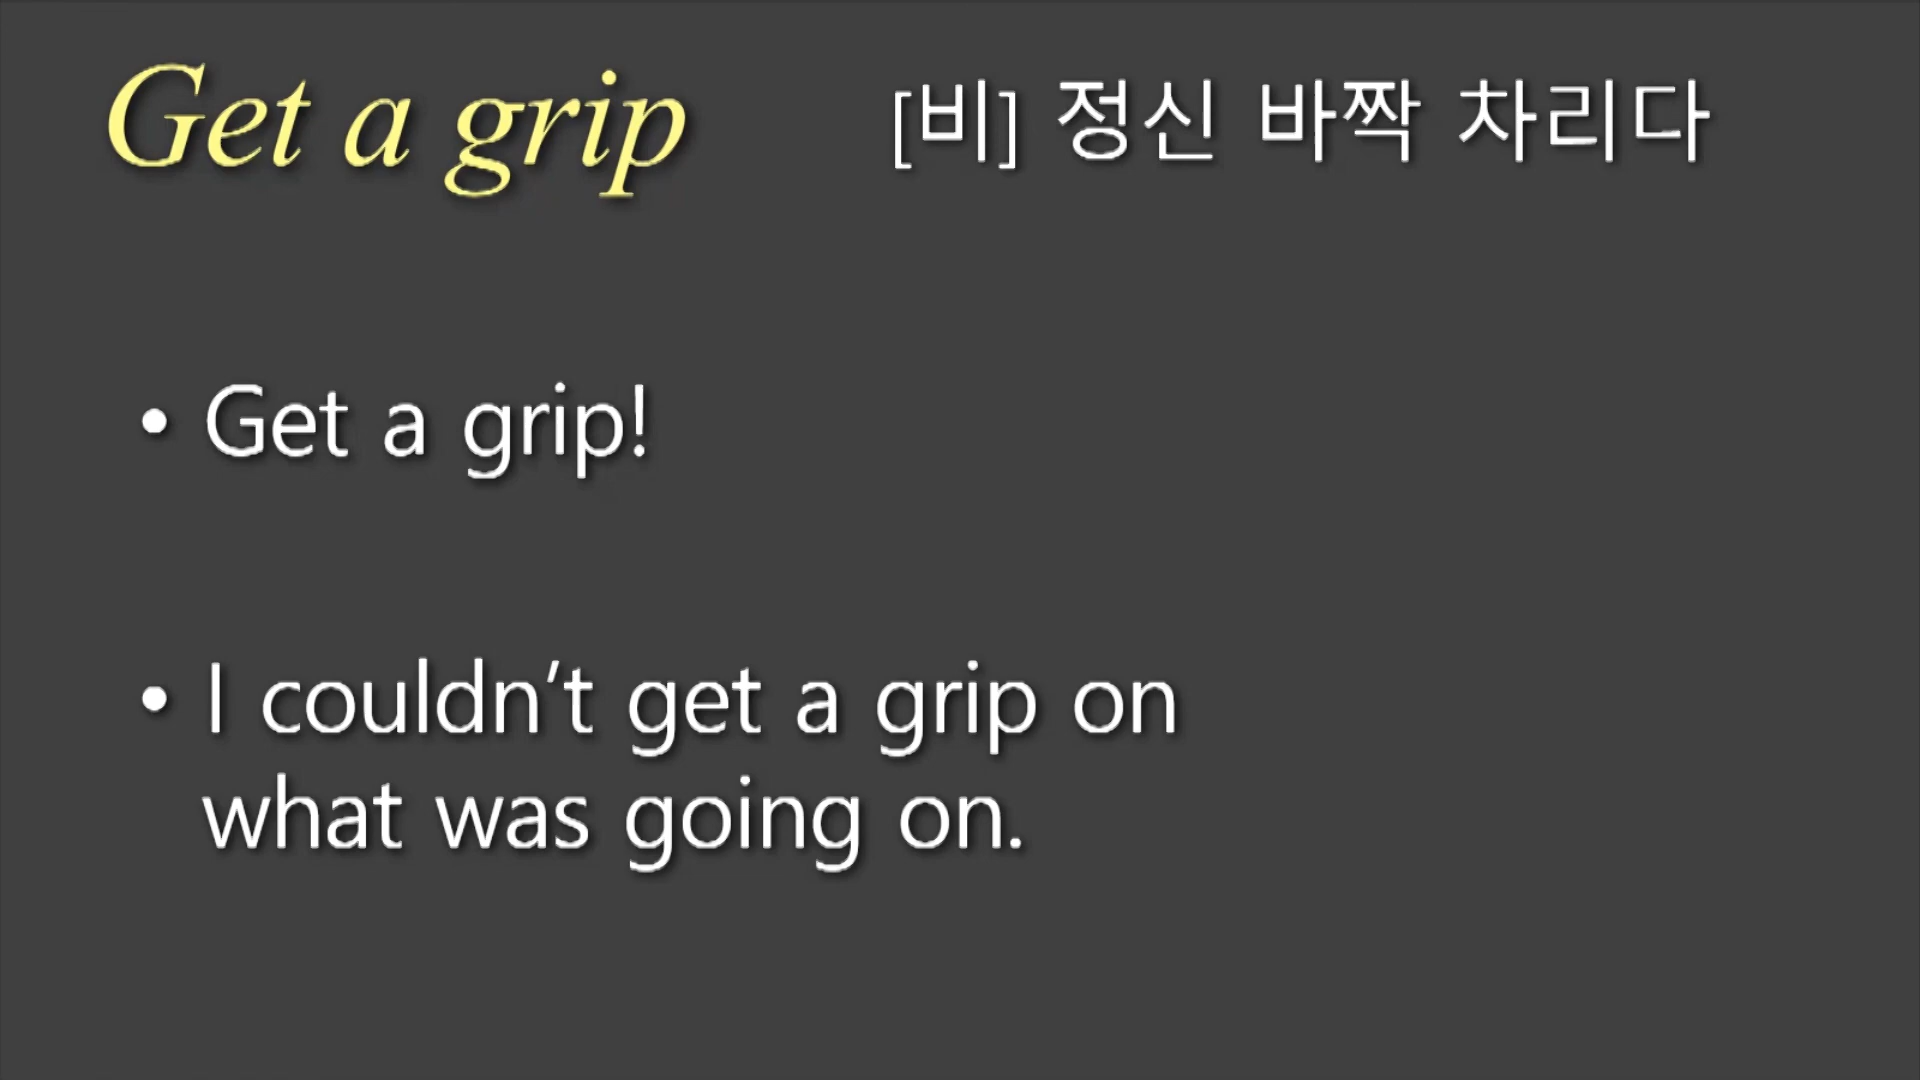 Get a grip [비] 정신 바짝 차리다
• Get a grip!
• I couldn't get a grip on
what was going on.